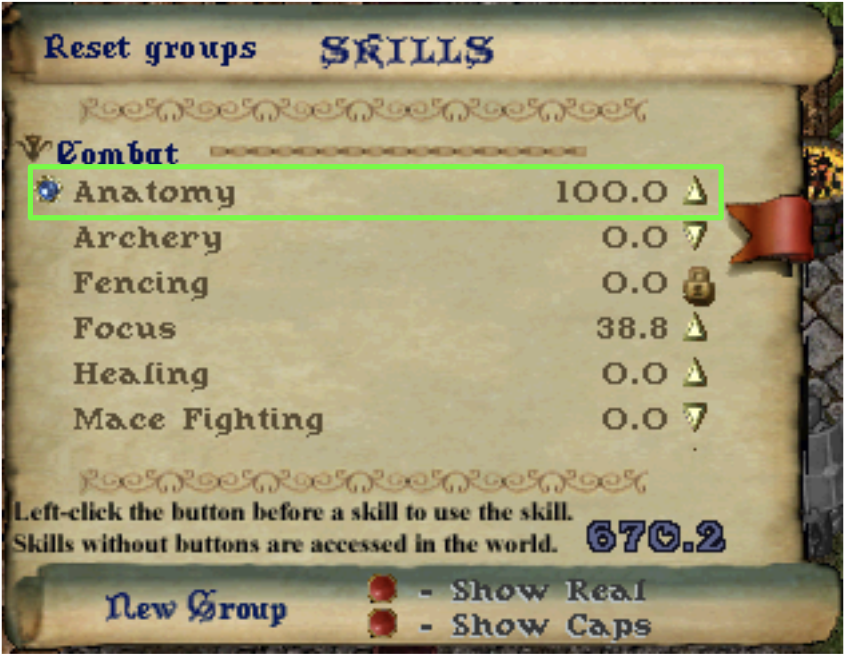 Reset groups SKILLS
Combat
Anatomy 100.0
Archery 0.0
Fencing 0.0
Focus 38.8
Healing 0.0
Mace Fighting 0.0
Left-click the button before a skill to use the skill.
Skills without buttons are accessed in the world. 670.2
New Group - Show Real
- Show Caps